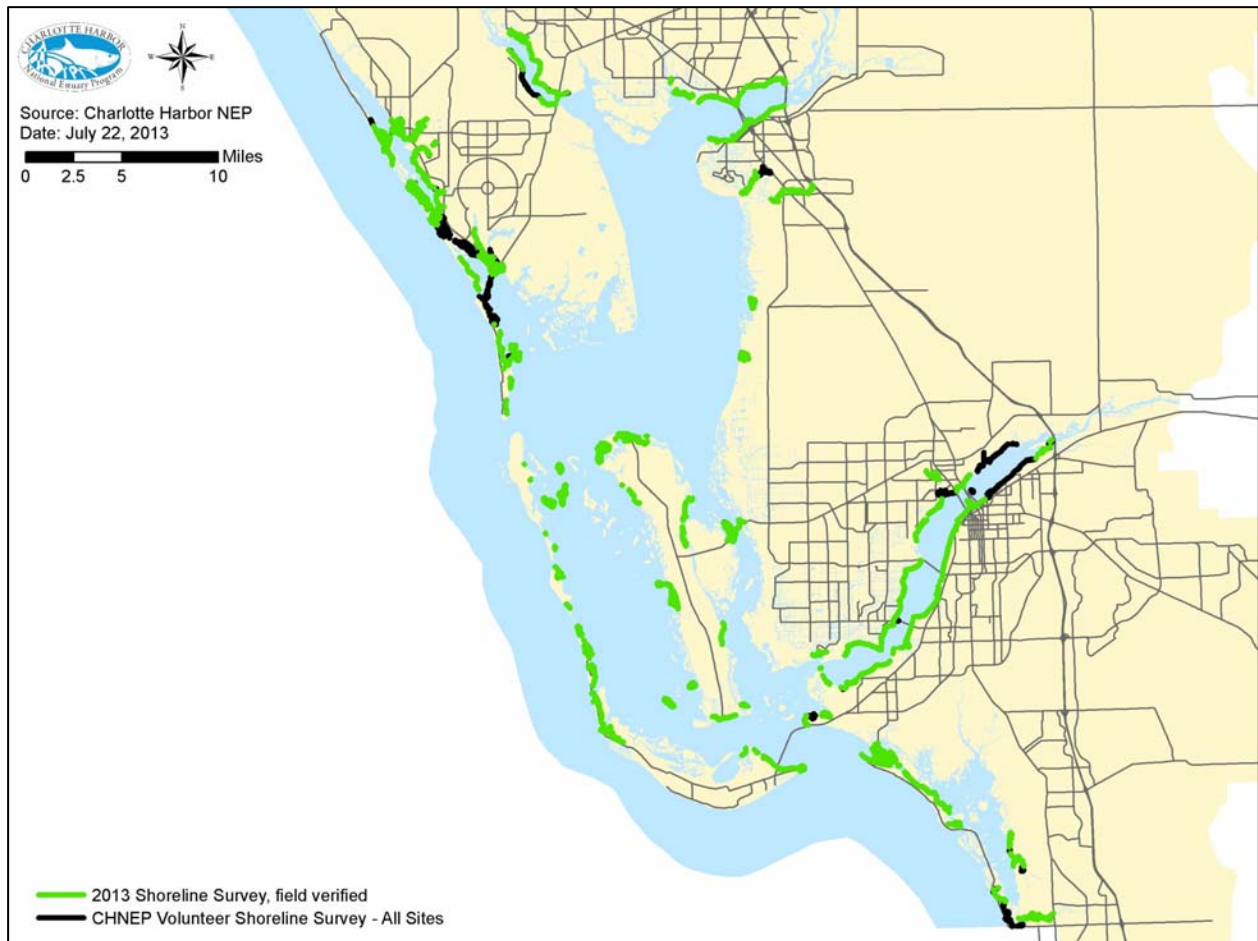 CHARLOTTE HARBOR
National Estuary Program
N
W
E
S
Source: Charlotte Harbor NEP
Date: July 22, 2013
Miles
0 2.5 5 10
2013 Shoreline Survey, field verified
CHNEP Volunteer Shoreline Survey - All Sites